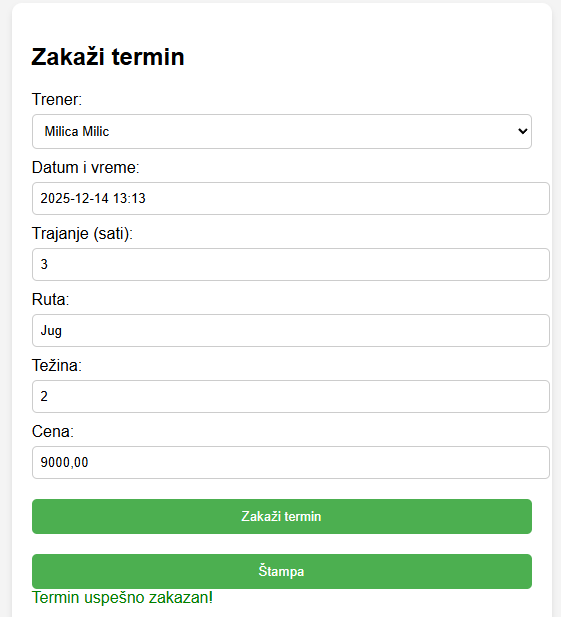 Zakaži termin
Trener:
Milica Milic
Datum i vreme:
2025-12-14 13:13
Trajanje (sati):
3
Ruta:
Jug
Težina:
2
Cena:
9000,00
Zakaži termin
Štampa
Termin uspešno zakazan!